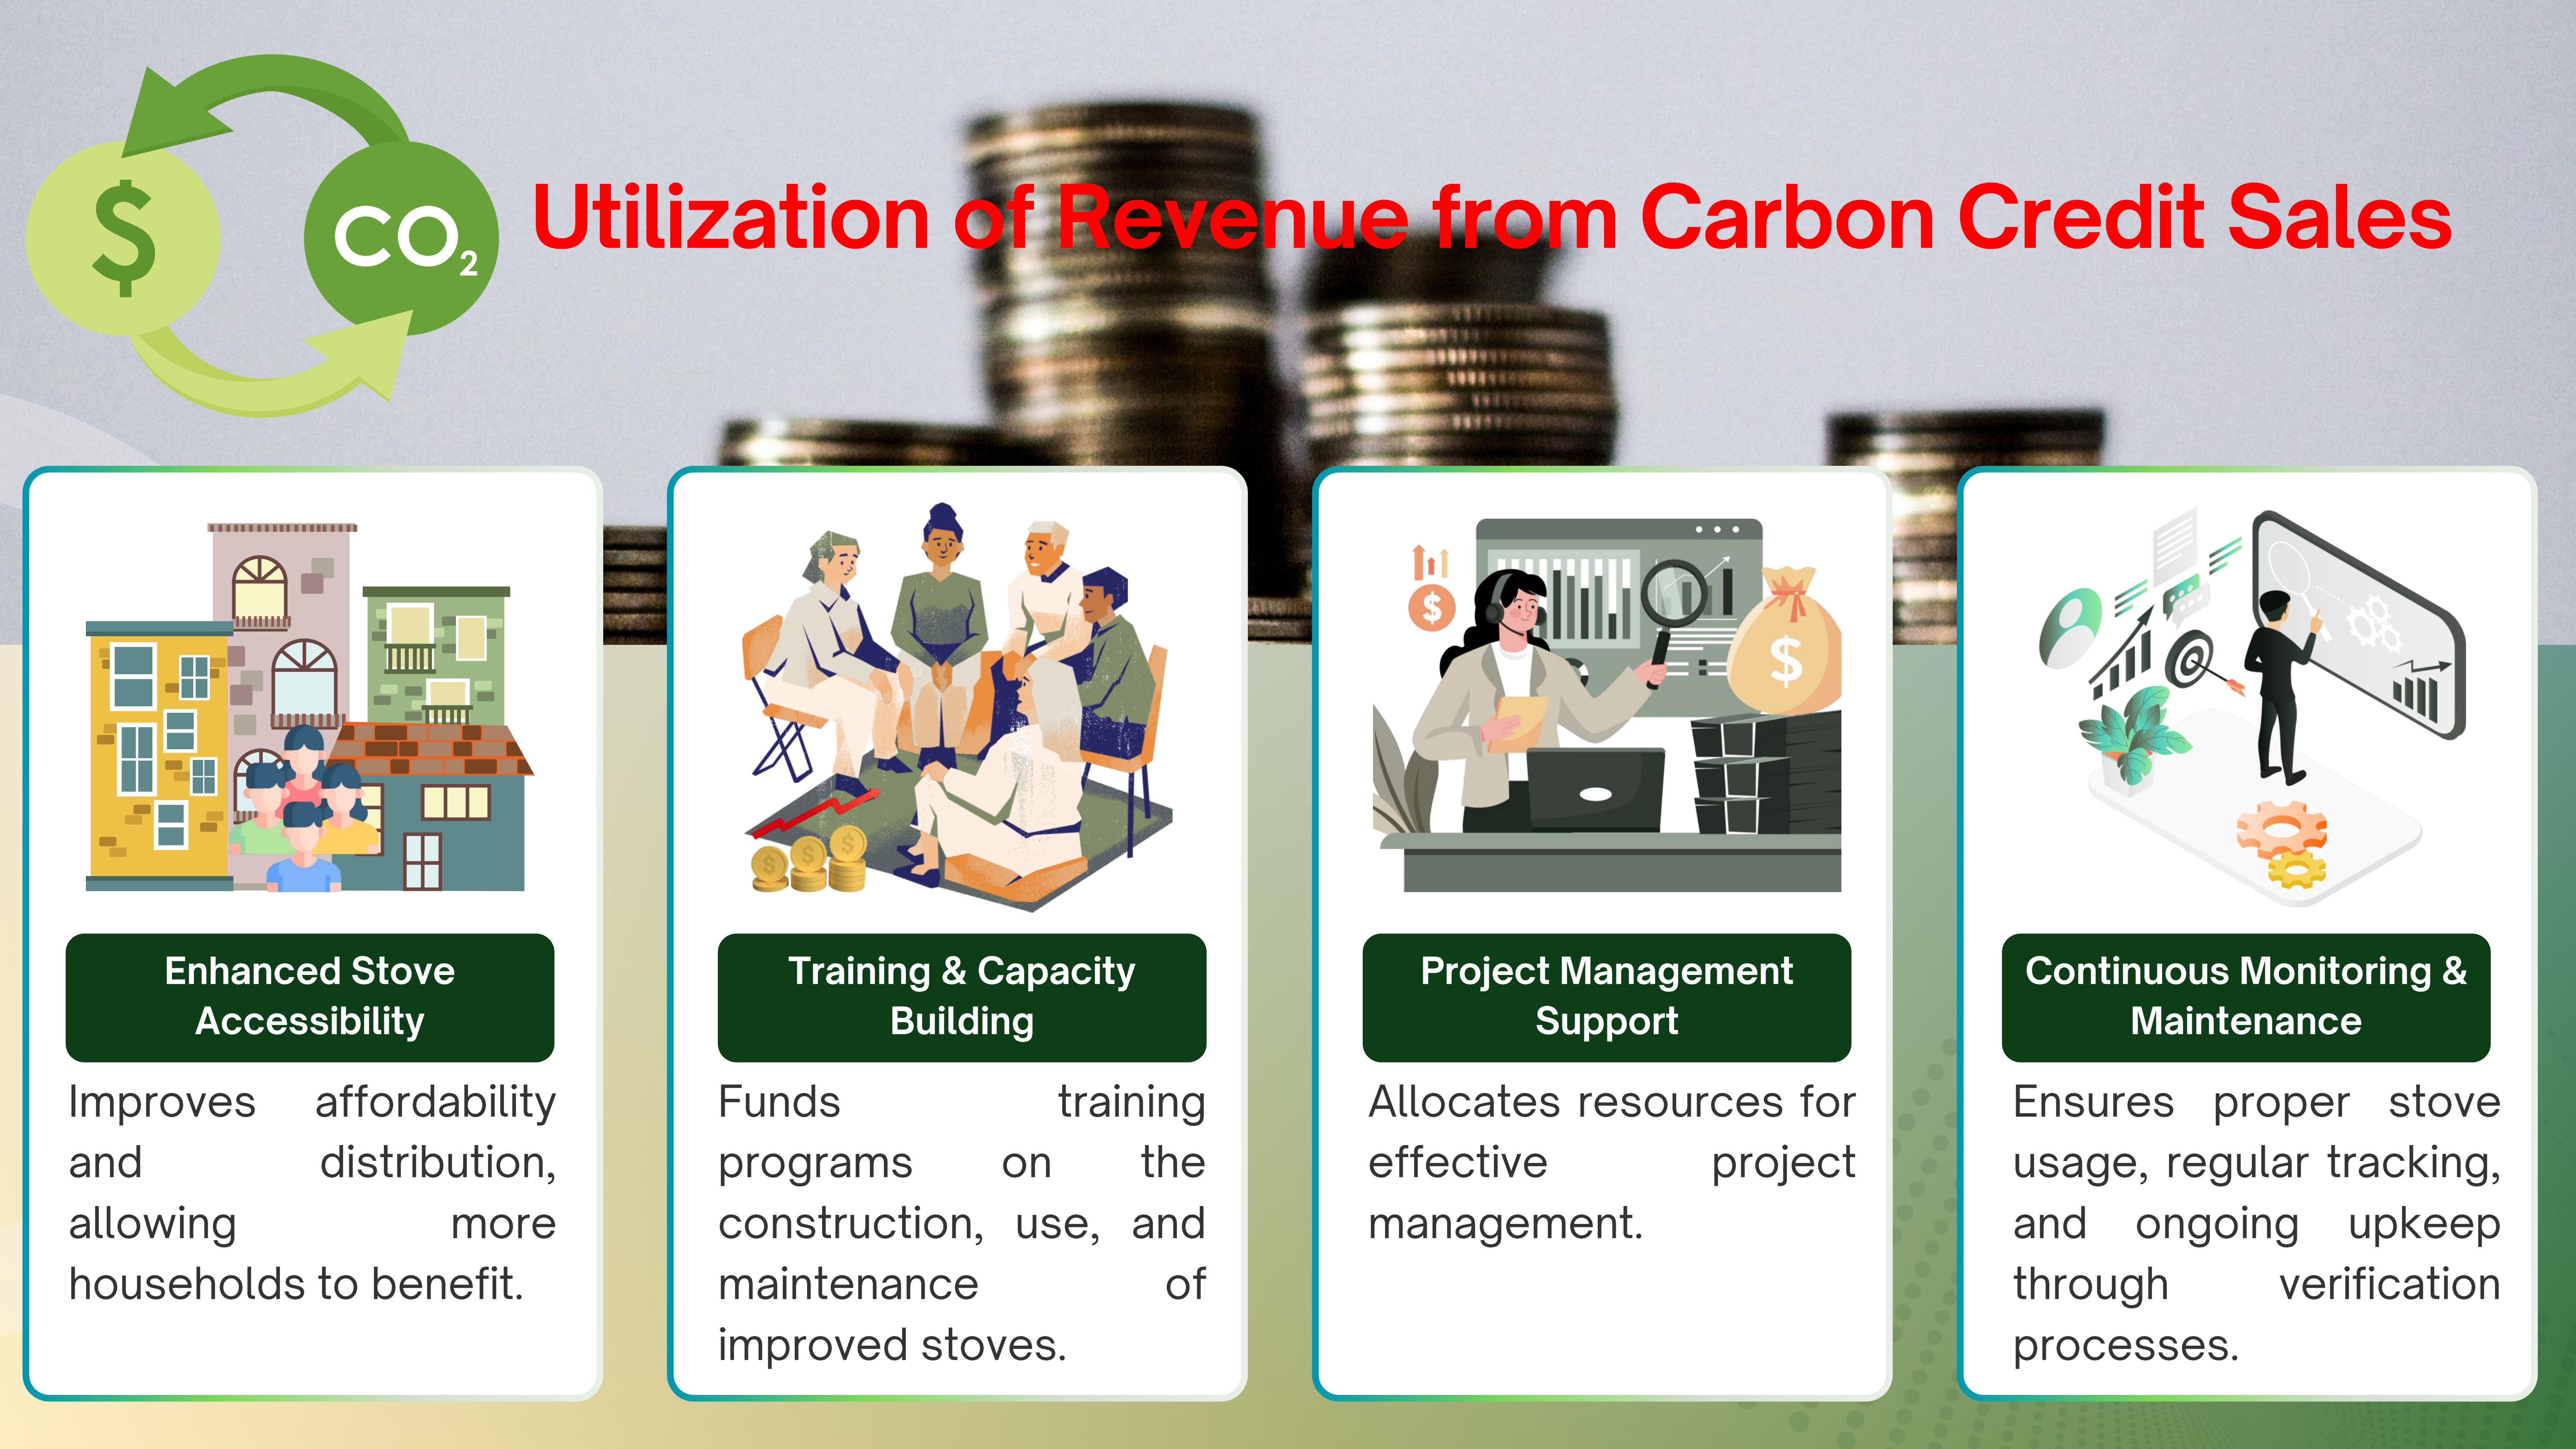 $
CO₂
Utilization of Revenue from Carbon Credit Sales
Enhanced Stove
Accessibility
Improves affordability
and distribution,
allowing more
households to benefit.
$ $ $
Training & Capacity
Building
Funds training
programs on the
construction, use, and
maintenance of
improved stoves.
$
$
Project Management
Support
Allocates resources for
effective project
management.
Continuous Monitoring &
Maintenance
Ensures proper stove
usage, regular tracking,
and ongoing upkeep
through verification
processes.